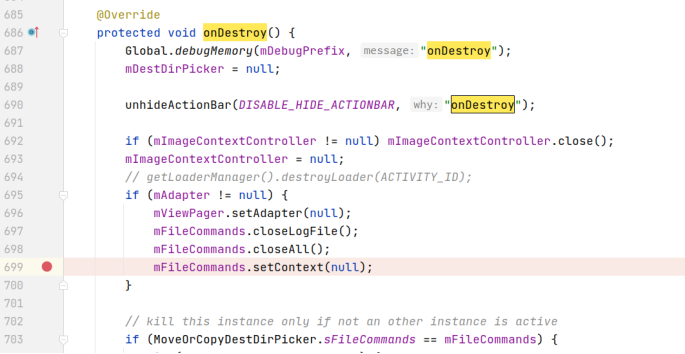 685 @Override
686 protected void onDestroy() {
687 Global.debugMemory(mDebugPrefix, message: "onDestroy");
688 mDestDirPicker = null;
689
690 unhideActionBar(DISABLE_HIDE_ACTIONBAR, why: "onDestroy");
691
692 if (mImageContextController != null) mImageContextController.close();
693 mImageContextController = null;
694 // getLoaderManager().destroyLoader(ACTIVITY_ID);
695 if (mAdapter != null) {
696 mViewPager.setAdapter(null);
697 mFileCommands.closeLogFile();
698 mFileCommands.closeAll();
699 mFileCommands.setContext(null);
700 }
701
702 // kill this instance only if not an other instance is active
703 if (MoveOrCopyDestDirPicker.sFileCommands == mFileCommands) {